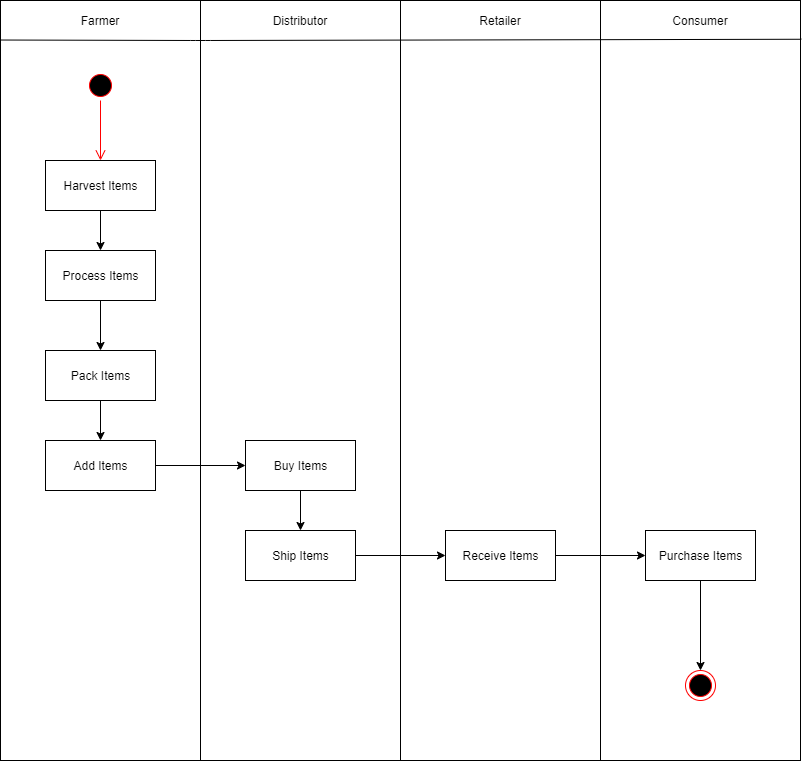 Farmer
Distributor
Retailer
Consumer
Harvest Items
Process Items
Pack Items
Add Items
Buy Items
Ship Items
Receive Items
Purchase Items